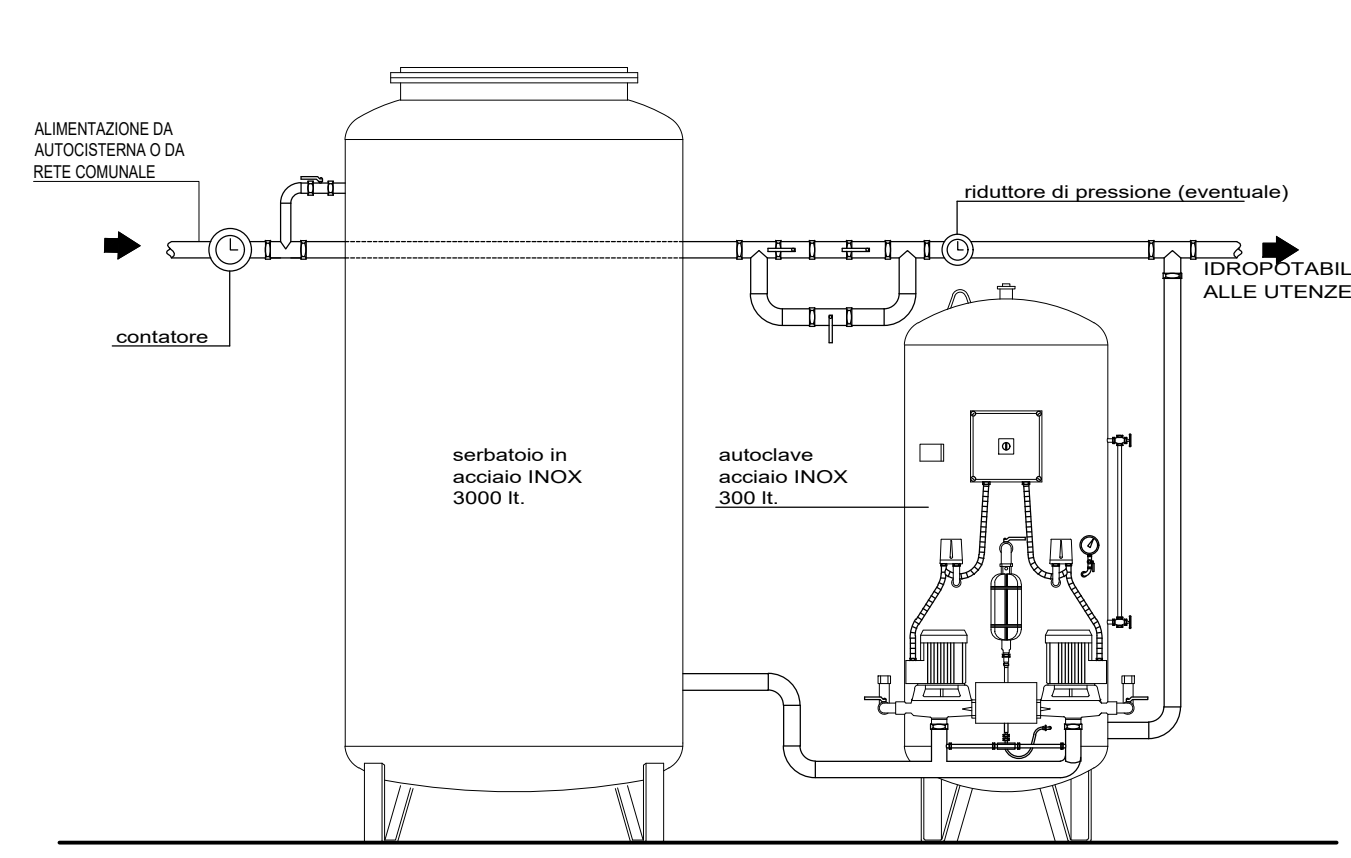 ALIMENTAZIONE DA
AUTOCISTERNA O DA
RETE COMUNALE
riduttore di pressione (eventuale)
IDROPOTABIL
ALLE UTENZE
contatore
serbatoio in
acciaio INOX
3000 lt.
autoclave
acciaio INOX
300 lt.